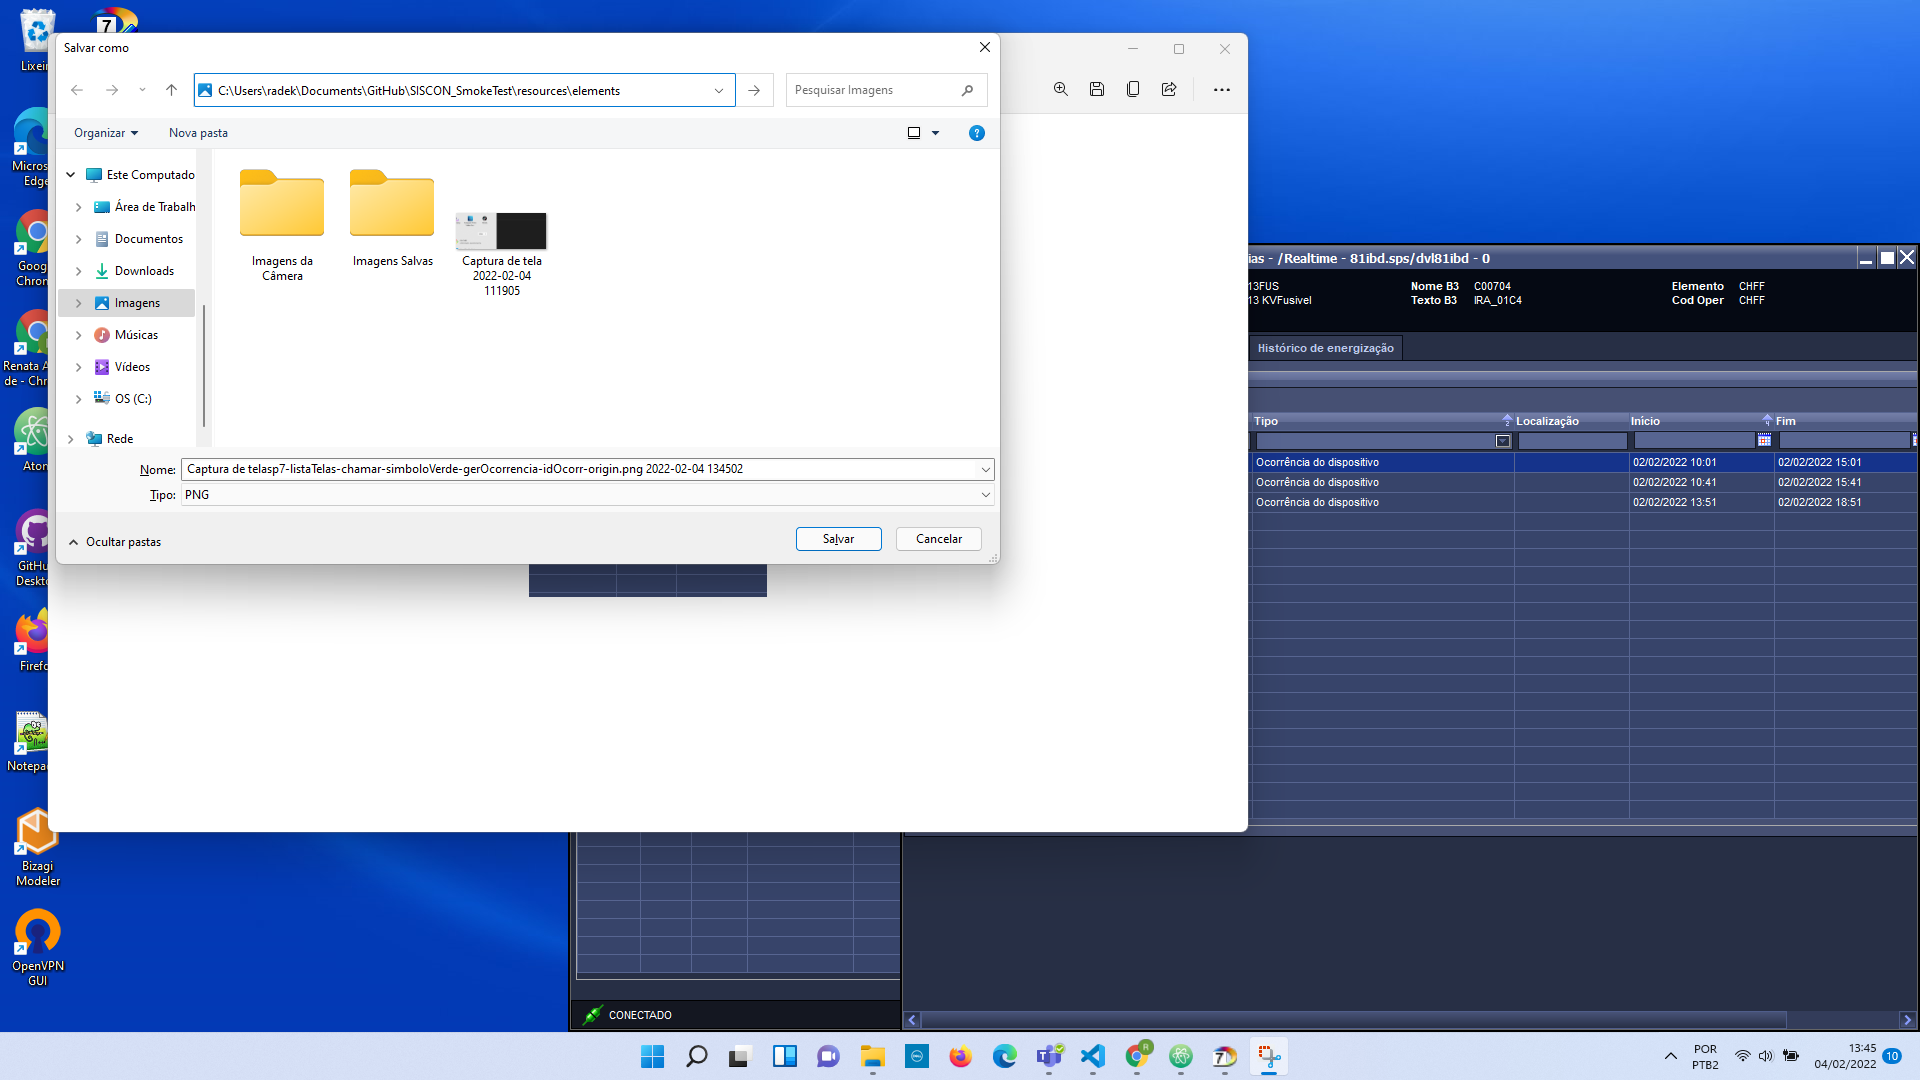 Lixeir
7
Salvar como
C:\Users\radek\Documents\GitHub\SISCON_SmokeTest\resources\elements
Pesquisar Imagens
Organizar
Nova pasta
?
Este Computado
Área de Trabalh
Documentos
Downloads
Imagens
Músicas
Vídeos
OS (C:)
Rede
Imagens da
Câmera
Imagens Salvas
Captura de tela
2022-02-04
111905
Nome: Captura de telasp7-listaTelas-chamar-simboloVerde-gerOcorrencia-idOcorr-origin.png 2022-02-04 134502
Tipo: PNG
Ocultar pastas
Salvar
Cancelar
Micros
Edge
Goog
Chron
Renata A
de - Chr
Aton
GitHu
Deskto
Firefo
Notepa
Bizagi
Modeler
OpenVPN
GUI
ias - /Realtime - 81ibd.sps/dvl81ibd - 0
13FUS
13 KVFusivel
Nome B3 C00704
Texto B3 IRA_01C4
Elemento CHFF
Cod Oper CHFF
Histórico de energização
Tipo 2 Localização Início 4 Fim
Ocorrência do dispositivo 02/02/2022 10:01 02/02/2022 15:01
Ocorrência do dispositivo 02/02/2022 10:41 02/02/2022 15:41
Ocorrência do dispositivo 02/02/2022 13:51 02/02/2022 18:51
CONECTADO
R
7
POR
PTB2
13:45
04/02/2022
10